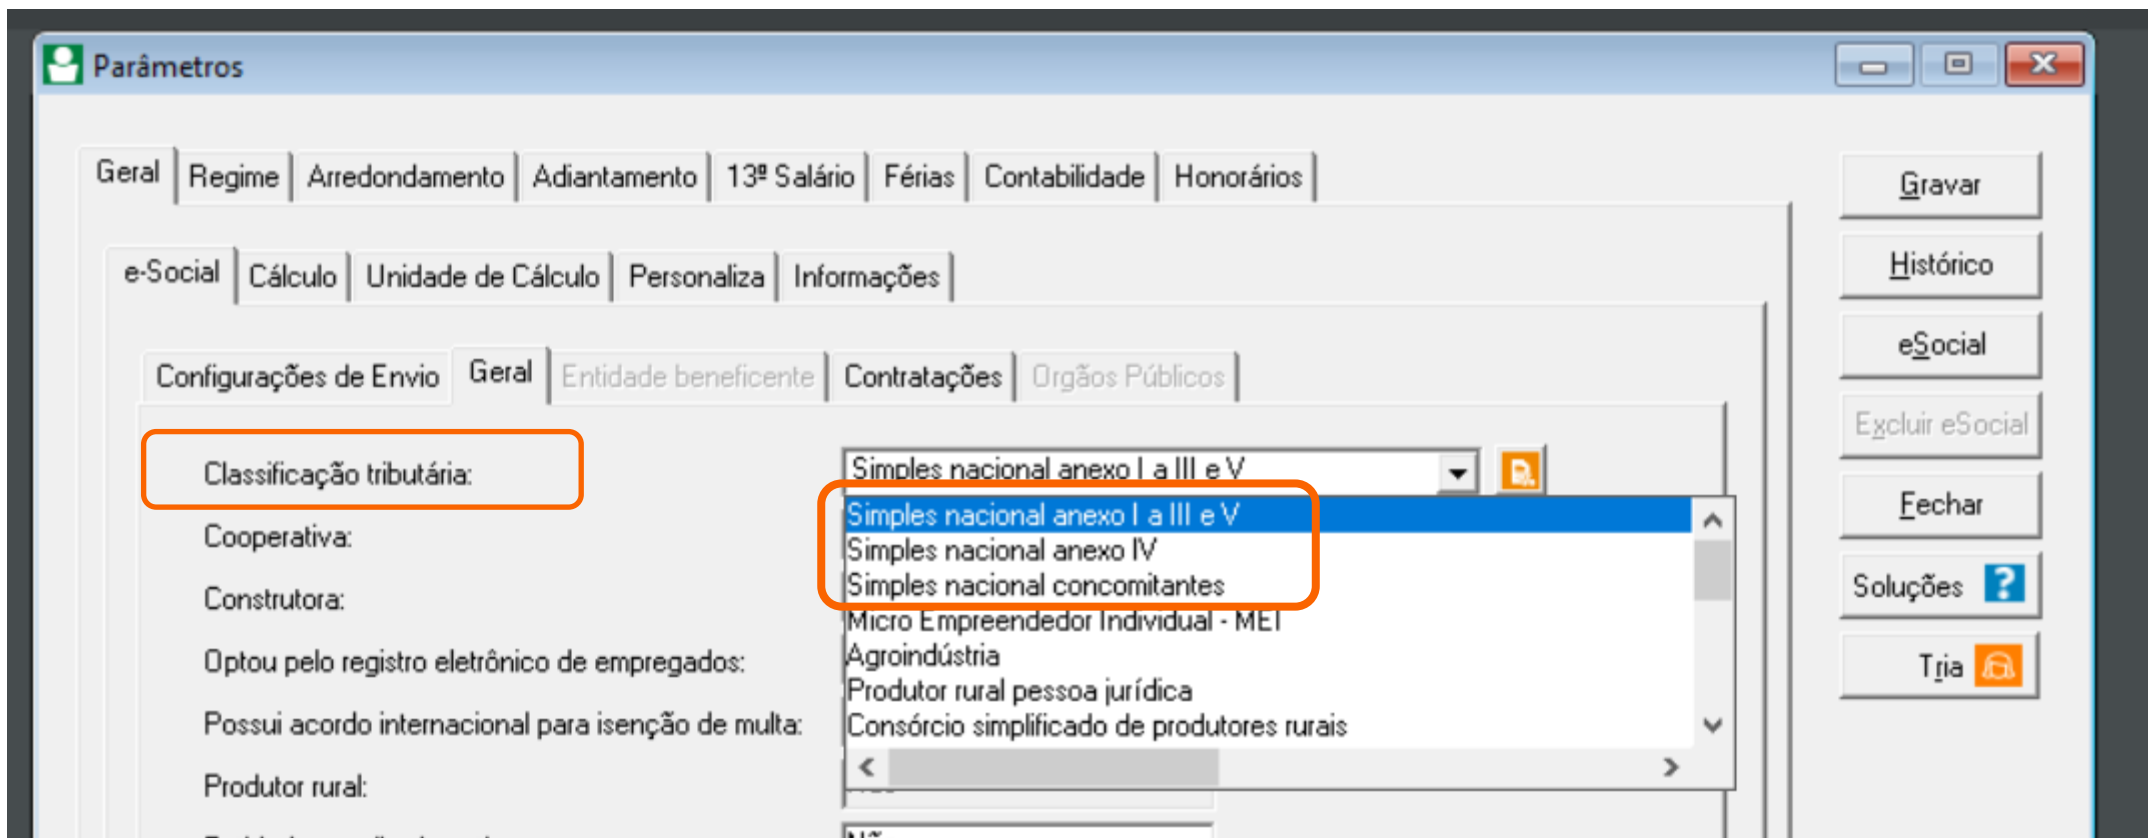 Parâmetros
Geral Regime Arredondamento Adiantamento 13º Salário Férias Contabilidade Honorários
Gravar
e-Social Cálculo Unidade de Cálculo Personaliza Informações
Histórico
eSocial
Configurações de Envio Geral Entidade beneficente Contratações Orgãos Públicos
Excluir eSocial
Classificação tributária: Simples nacional anexo I a III e V
Simples nacional anexo I a III e V
Fechar
Cooperativa:
Simples nacional anexo IV
Simples nacional concomitantes
Soluções ?
Construtora:
Micro Empreendedor Individual - MEI
Optou pelo registro eletrônico de empregados:
Agroindústria
Tria
Produtor rural pessoa jurídica
Possui acordo internacional para isenção de multa:
Consórcio simplificado de produtores rurais
Produtor rural: